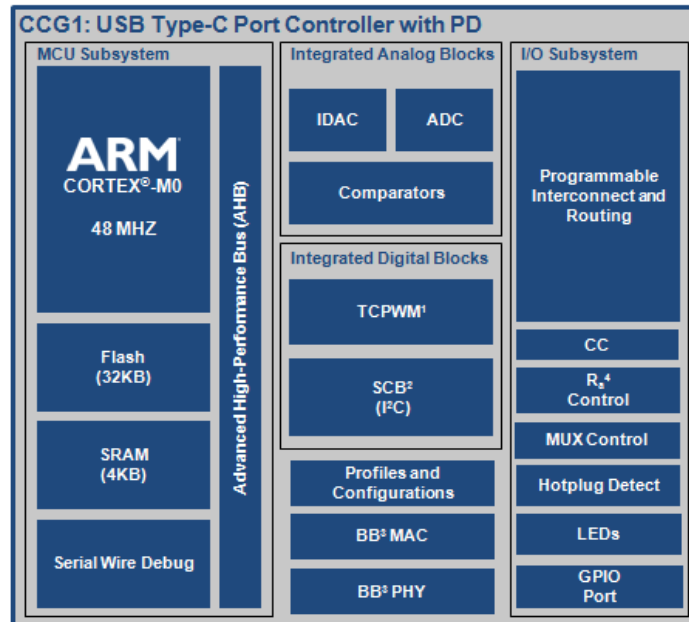 CCG1: USB Type-C Port Controller with PD
MCU Subsystem
ARM
CORTEX®-M0
48 MHZ
Flash
(32KB)
SRAM
(4KB)
Serial Wire Debug
Advanced High-Performance Bus (AHB)
Integrated Analog Blocks
IDAC
ADC
Comparators
Integrated Digital Blocks
TCPWM¹
SCB²
(I²C)
Profiles and
Configurations
BB³ MAC
BB³ PHY
I/O Subsystem
Programmable
Interconnect and
Routing
CC
Rₐ⁴
Control
MUX Control
Hotplug Detect
LEDs
GPIO
Port